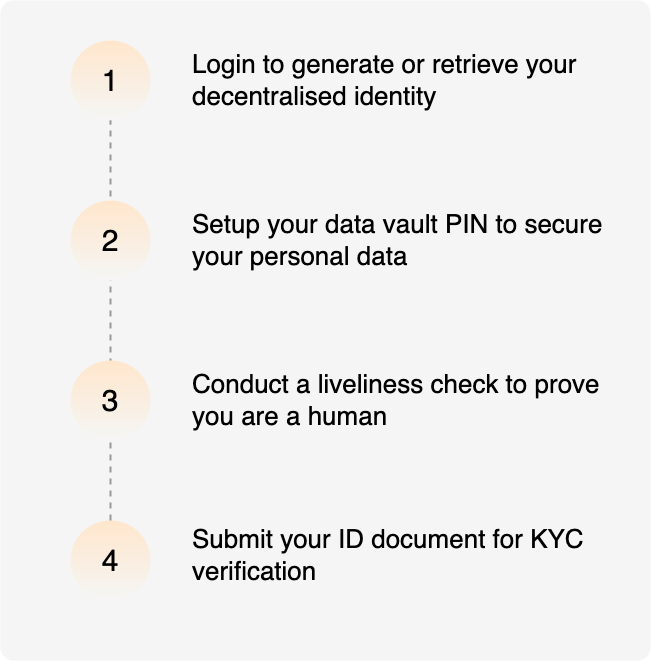 1
Login to generate or retrieve your
decentralised identity
2
Setup your data vault PIN to secure
your personal data
3
Conduct a liveliness check to prove
you are a human
4
Submit your ID document for KYC
verification